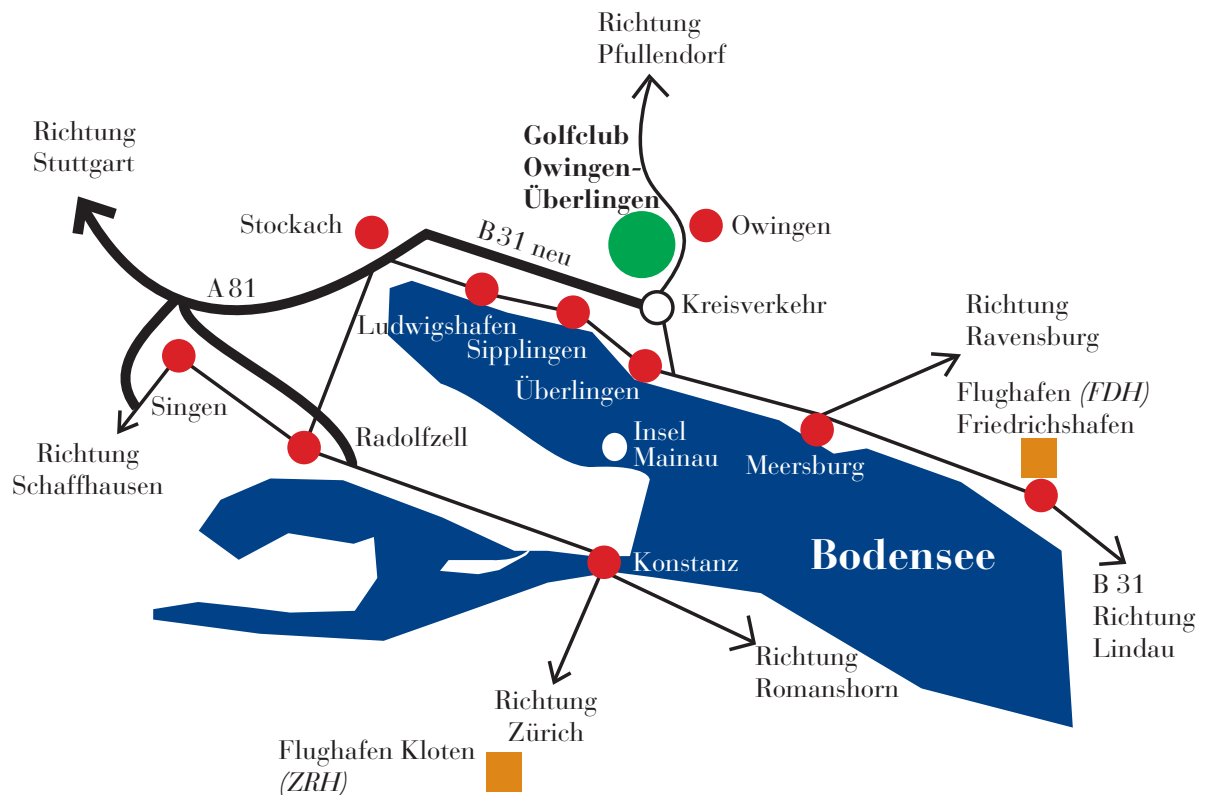 Richtung
Pfullendorf
Richtung
Stuttgart
Golfclub
Owingen-
Überlingen
Stockach
B 31 neu
Owingen
A 81
Kreisverkehr
Richtung
Ravensburg
Ludwigshafen
Sipplingen
Überlingen
Flughafen (FDH)
Friedrichshafen
Singen
Radolfzell
Insel
Mainau
Meersburg
Richtung
Schaffhausen
Bodensee
Konstanz
B 31
Richtung
Lindau
Richtung
Romanshorn
Richtung
Zürich
Flughafen Kloten
(ZRH)